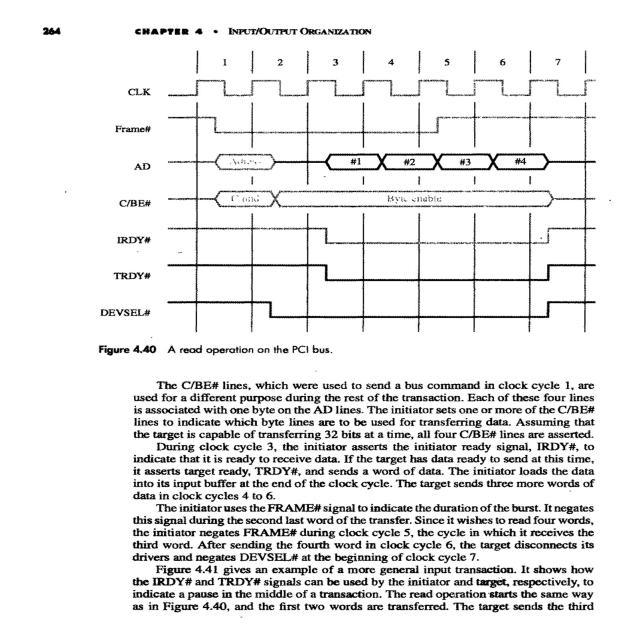 264 CHAPTER 4 • INPUT/OUTPUT ORGANIZATION
1 2 3 4 5 6 7
CLK
Frame#
AD Adress #1 #2 #3 #4
C/BE# Cmnd Byte enable
IRDY#
TRDY#
DEVSEL#
Figure 4.40 A read operation on the PCI bus.
The C/BE# lines, which were used to send a bus command in clock cycle 1, are
used for a different purpose during the rest of the transaction. Each of these four lines
is associated with one byte on the AD lines. The initiator sets one or more of the C/BE#
lines to indicate which byte lines are to be used for transferring data. Assuming that
the target is capable of transferring 32 bits at a time, all four C/BE# lines are asserted.
During clock cycle 3, the initiator asserts the initiator ready signal, IRDY#, to
indicate that it is ready to receive data. If the target has data ready to send at this time,
it asserts target ready, TRDY#, and sends a word of data. The initiator loads the data
into its input buffer at the end of the clock cycle. The target sends three more words of
data in clock cycles 4 to 6.
The initiator uses the FRAME# signal to indicate the duration of the burst. It negates
this signal during the second last word of the transfer. Since it wishes to read four words,
the initiator negates FRAME# during clock cycle 5, the cycle in which it receives the
third word. After sending the fourth word in clock cycle 6, the target disconnects its
drivers and negates DEVSEL# at the beginning of clock cycle 7.
Figure 4.41 gives an example of a more general input transaction. It shows how
the IRDY# and TRDY# signals can be used by the initiator and target, respectively, to
indicate a pause in the middle of a transaction. The read operation starts the same way
as in Figure 4.40, and the first two words are transferred. The target sends the third